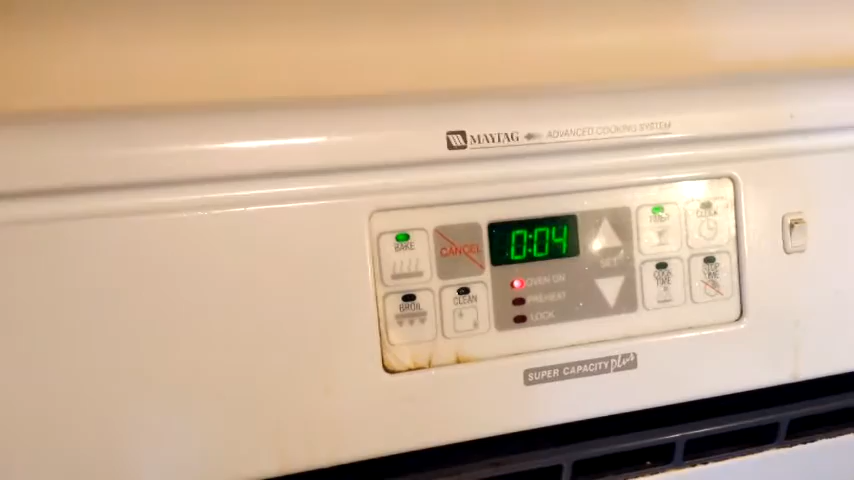 MAYTAG ADVANCED COOKING SYSTEM
BAKE
CANCEL
0:04
SET
TIMER
CLOCK
OVEN ON
PREHEAT
LOCK
BROIL
CLEAN
COOK TIME
STOP TIME
SUPER CAPACITY plus